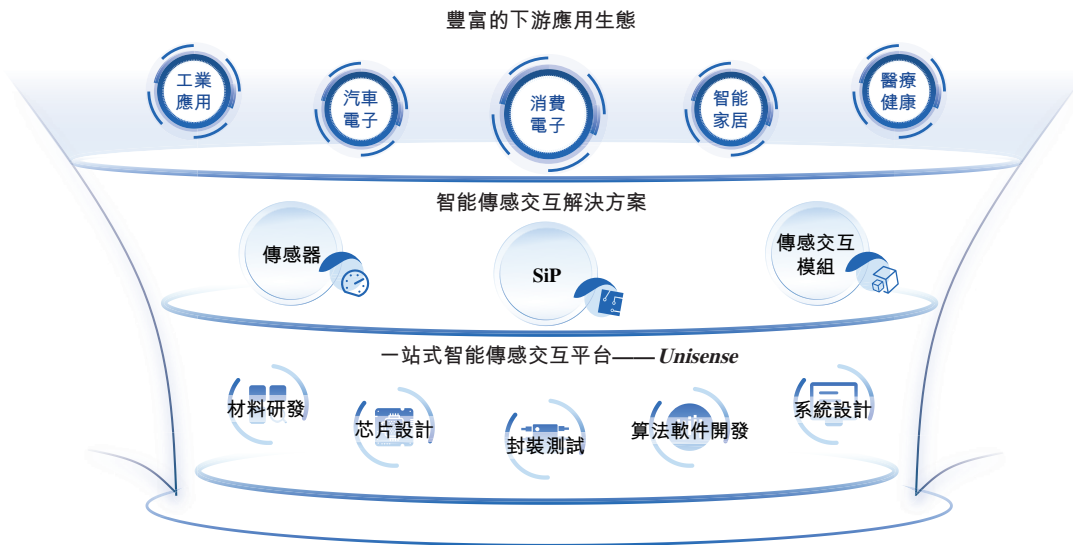 豐富的下游應用生態
工業
應用
汽車
電子
消費
電子
智能
家居
醫療
健康
智能傳感交互解決方案
傳感器
SiP
傳感交互
模組
一站式智能傳感交互平台—— Unisense
材料研發
芯片設計
封裝測試
算法軟件開發
系統設計